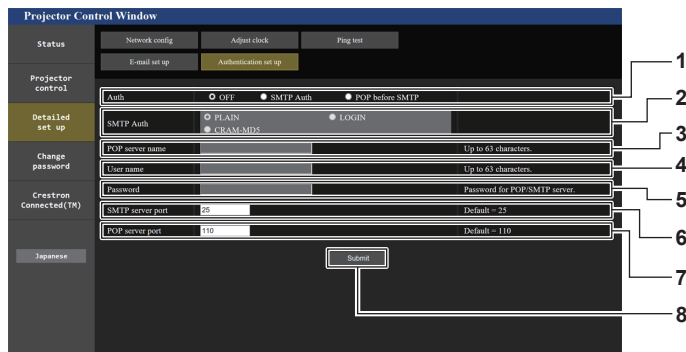 Projector Control Window
Status
Network config
Adjust clock
Ping test
E-mail set up
Authentication set up
Projector
control
Detailed
set up
Change
password
Crestron
Connected(TM)
Japanese
Auth OFF SMTP Auth POP before SMTP
SMTP Auth PLAIN LOGIN
CRAM-MD5
POP server name Up to 63 characters.
User name Up to 63 characters.
Password Password for POP/SMTP server.
SMTP server port 25 Default = 25
POP server port 110 Default = 110
Submit
1
2
3
4
5
6
7
8